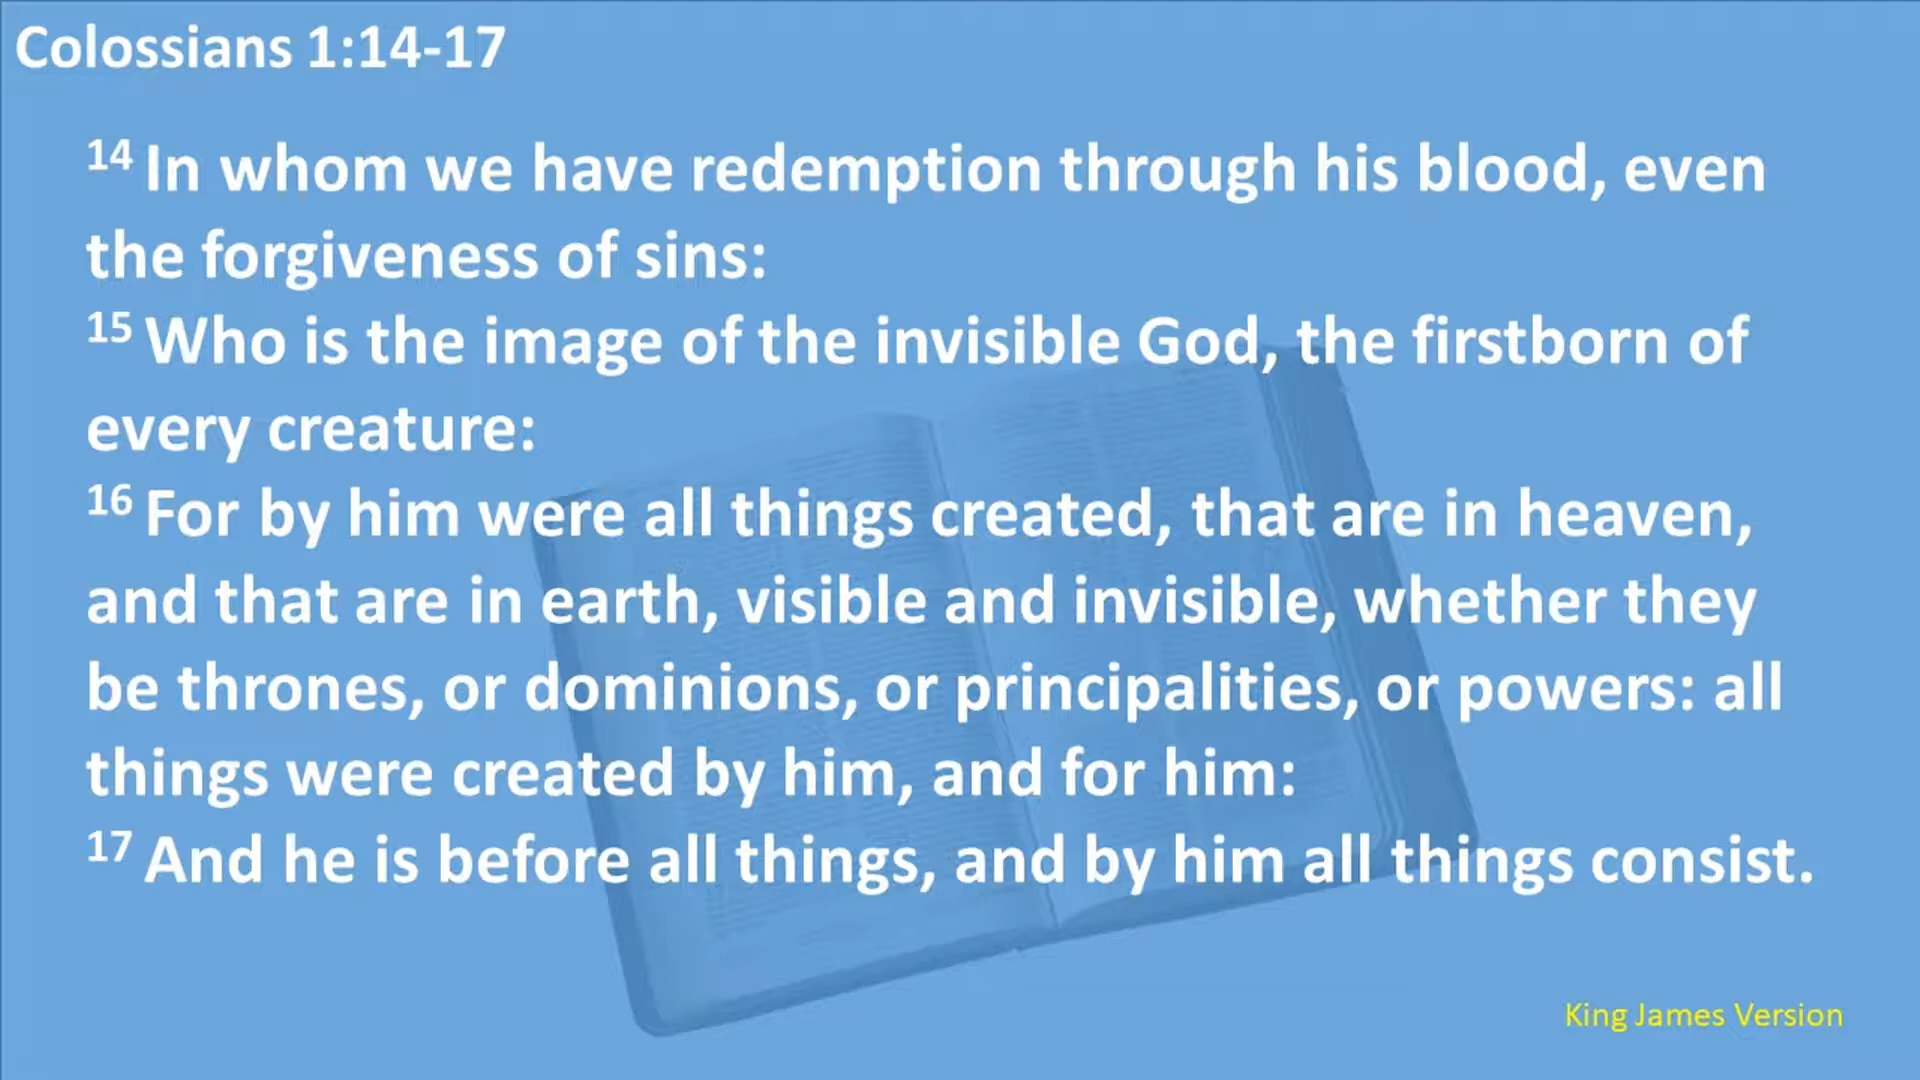 Colossians 1:14-17
14 In whom we have redemption through his blood, even
the forgiveness of sins:
15 Who is the image of the invisible God, the firstborn of
every creature:
16 For by him were all things created, that are in heaven,
and that are in earth, visible and invisible, whether they
be thrones, or dominions, or principalities, or powers: all
things were created by him, and for him:
17 And he is before all things, and by him all things consist.
King James Version